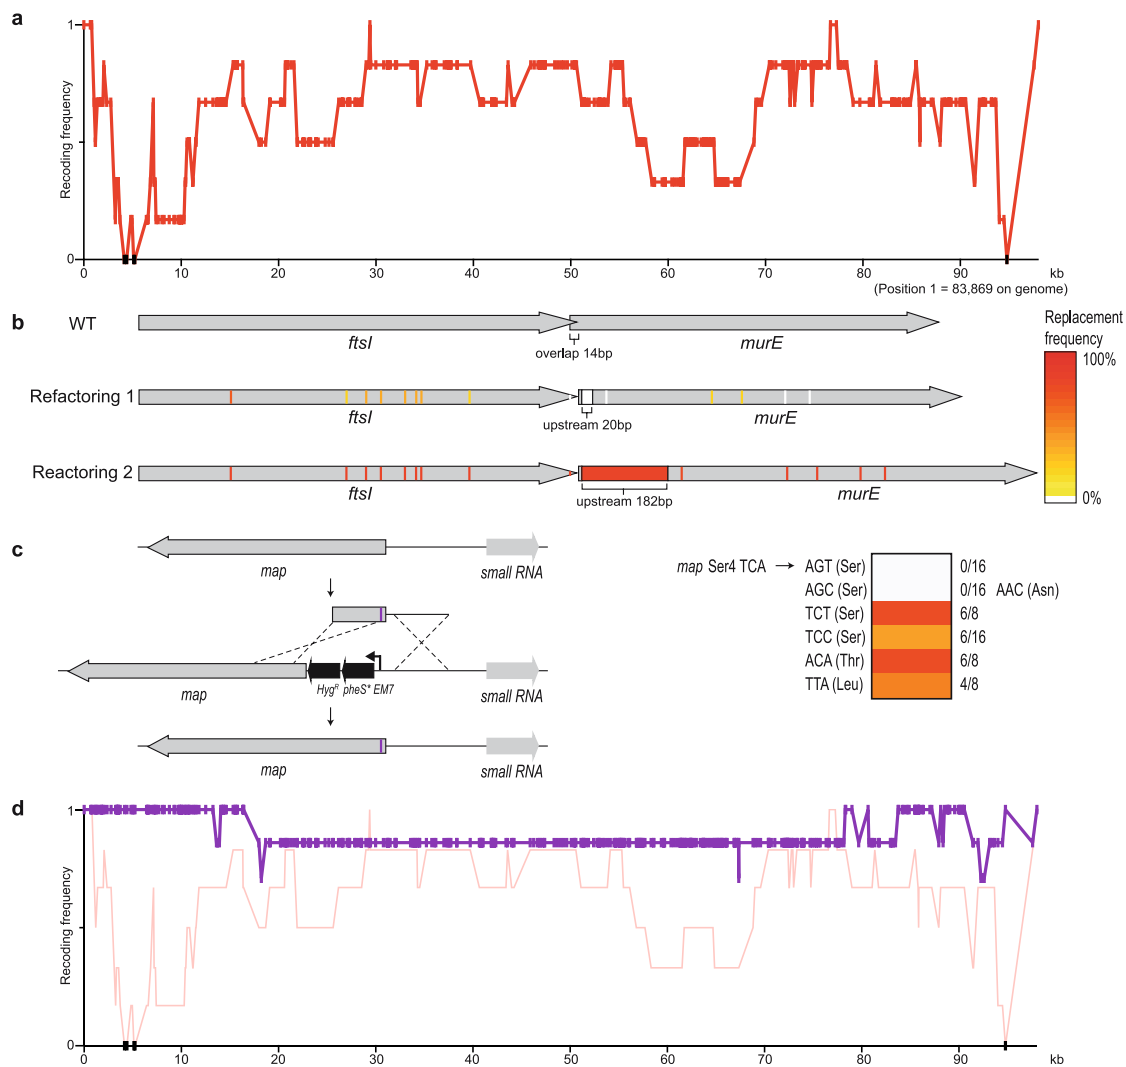 a
1
Recoding frequency
0
0 10 20 30 40 50 60 70 80 90 kb
(Position 1 = 83,869 on genome)
b
WT
ftsI
overlap 14bp
murE
Refactoring 1
ftsI
upstream 20bp
murE
Reactoring 2
ftsI
upstream 182bp
murE
Replacement
frequency
100%
0%
c
map
small RNA
map
HygR pheS* EM7
small RNA
map
small RNA
map Ser4 TCA → AGT (Ser) 0/16
AGC (Ser) 0/16 AAC (Asn)
TCT (Ser) 6/8
TCC (Ser) 6/16
ACA (Thr) 6/8
TTA (Leu) 4/8
d
1
Recoding frequency
0
0 10 20 30 40 50 60 70 80 90 kb